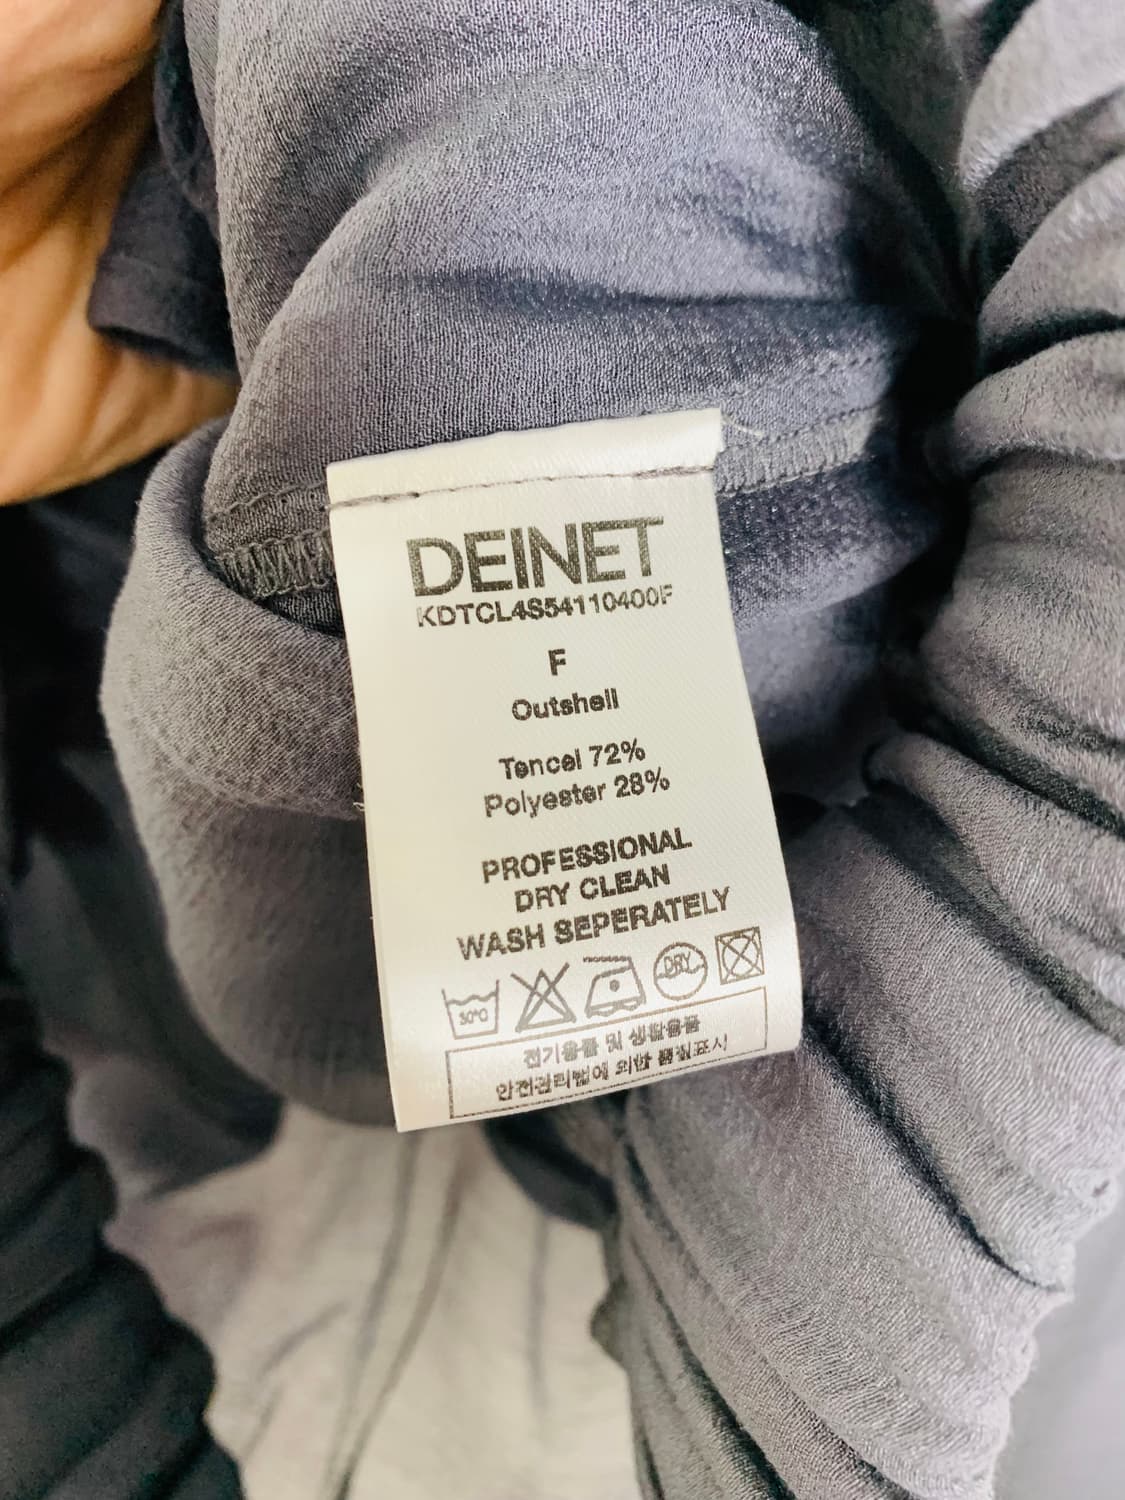 DEINET
KDTCL4S54110400F
F
Outshell
Tencel 72%
Polyester 28%
PROFESSIONAL
DRY CLEAN
WASH SEPERATELY
30°C
DRY
전기용품 및 생활용품
안전관리법에 의한 품질표시